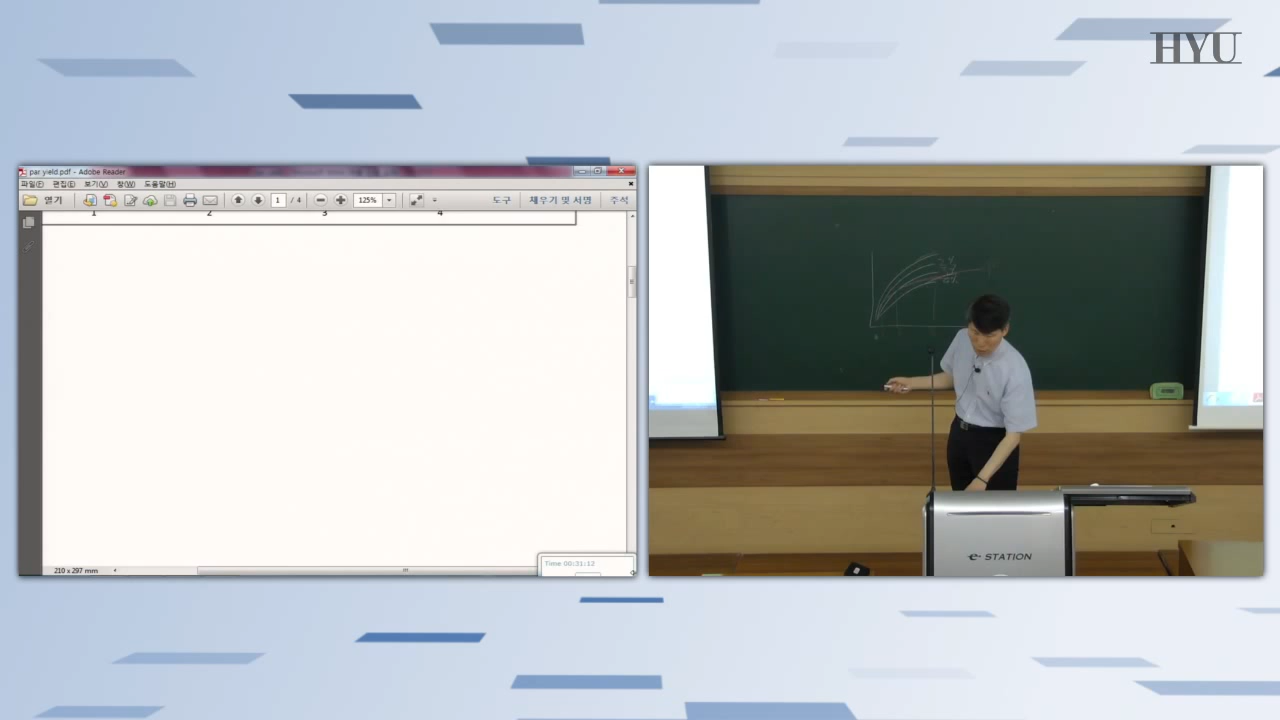 HYU
par yield.pdf - Adobe Reader
파일(F) 편집(E) 보기(V) 창(W) 도움말(H)
열기 1 / 4 125% 도구 채우기 및 서명 주석
1 2 3 4
210 x 297 mm
Time 00:31:12
e-STATION